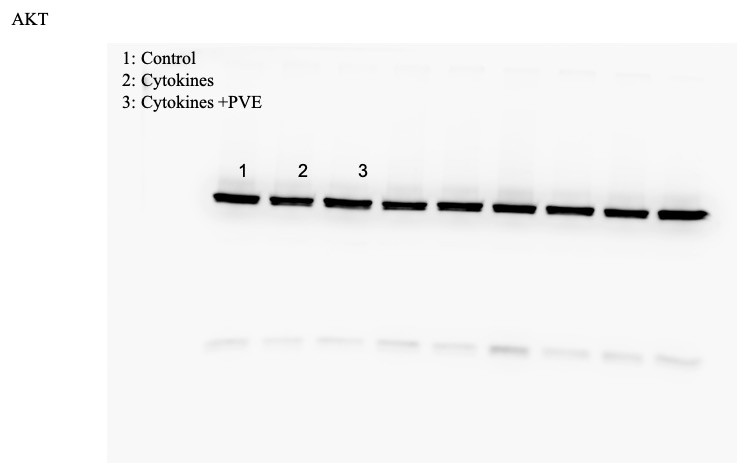 AKT
1: Control
2: Cytokines
3: Cytokines +PVE
1 2 3